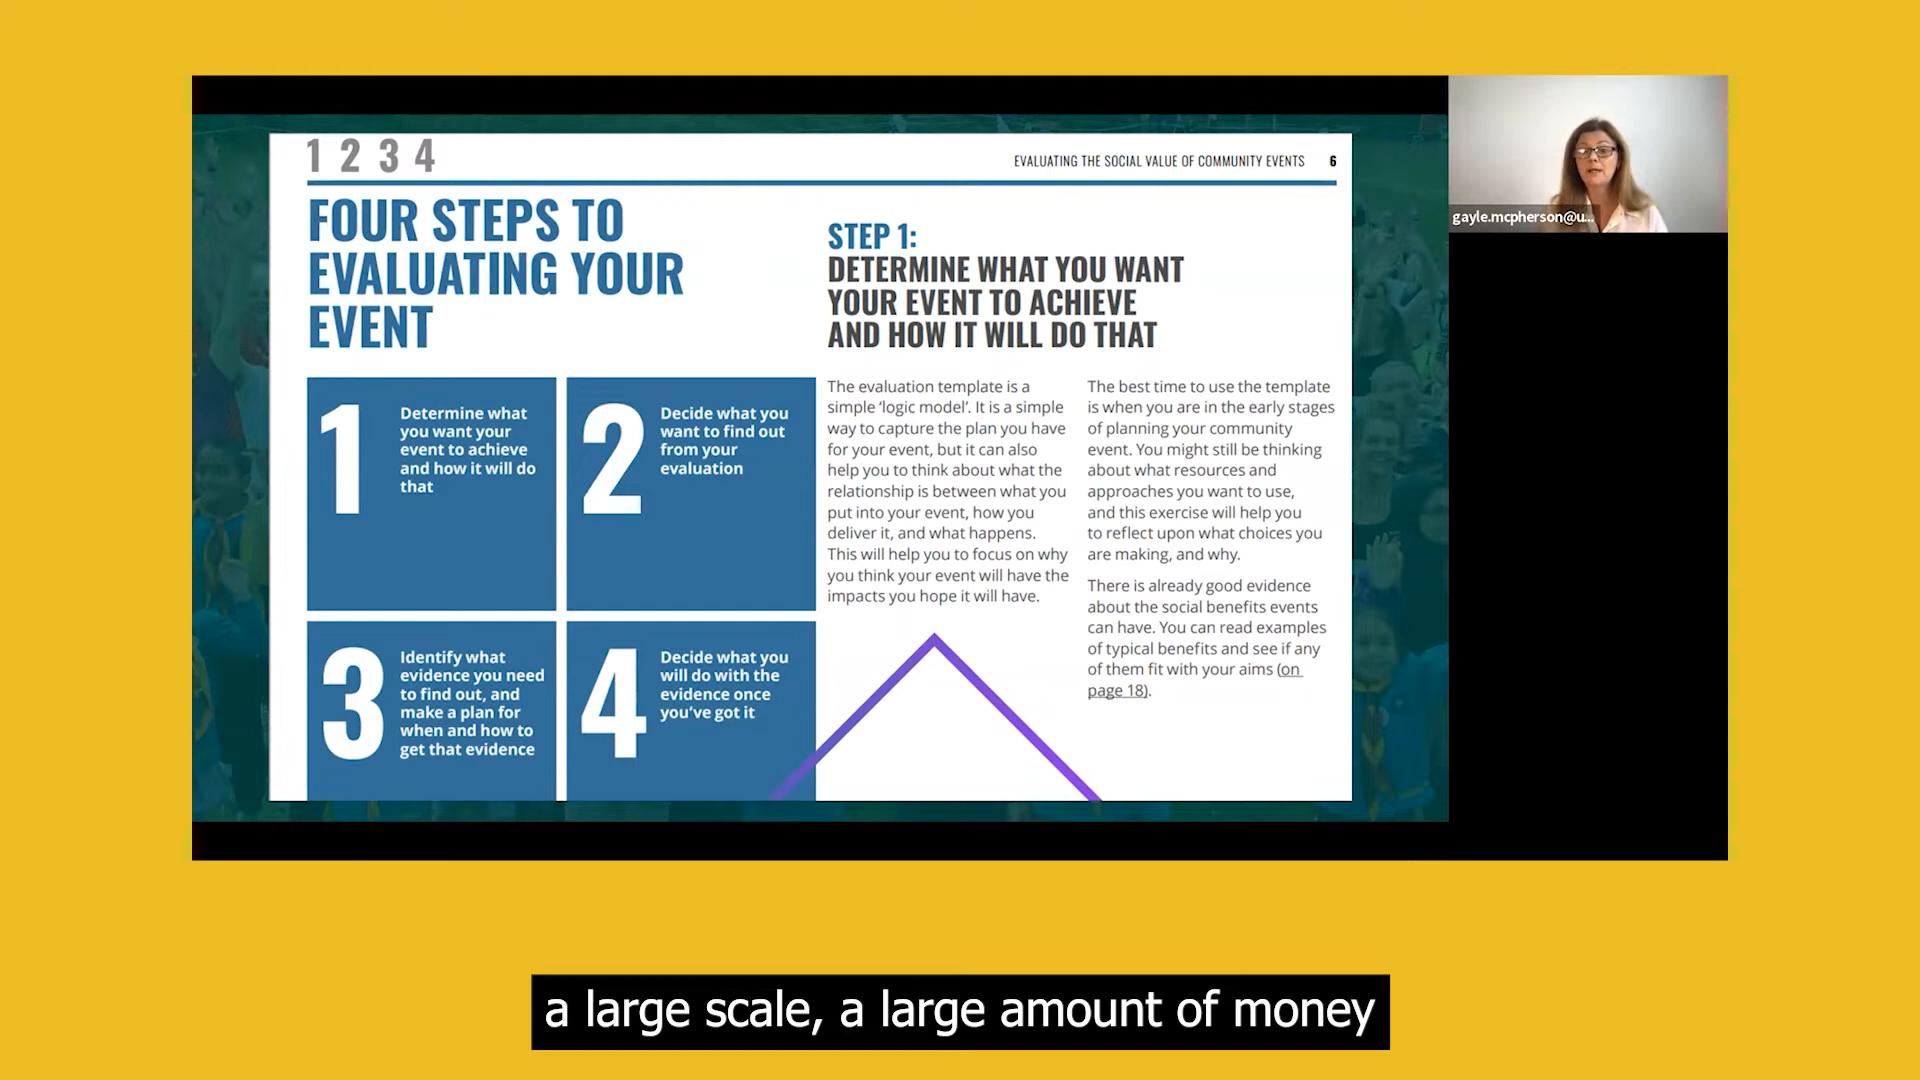 1 2 3 4
EVALUATING THE SOCIAL VALUE OF COMMUNITY EVENTS 6
FOUR STEPS TO
EVALUATING YOUR
EVENT
1
Determine what
you want your
event to achieve
and how it will do
that
2
Decide what you
want to find out
from your
evaluation
3
Identify what
evidence you need
to find out, and
make a plan for
when and how to
get that evidence
4
Decide what you
will do with the
evidence once
you've got it
STEP 1:
DETERMINE WHAT YOU WANT
YOUR EVENT TO ACHIEVE
AND HOW IT WILL DO THAT
The evaluation template is a
simple ‘logic model’. It is a simple
way to capture the plan you have
for your event, but it can also
help you to think about what the
relationship is between what you
put into your event, how you
deliver it, and what happens.
This will help you to focus on why
you think your event will have the
impacts you hope it will have.
The best time to use the template
is when you are in the early stages
of planning your community
event. You might still be thinking
about what resources and
approaches you want to use,
and this exercise will help you
to reflect upon what choices you
are making, and why.
There is already good evidence
about the social benefits events
can have. You can read examples
of typical benefits and see if any
of them fit with your aims (on
page 18).
gayle.mcpherson@u...
a large scale, a large amount of money